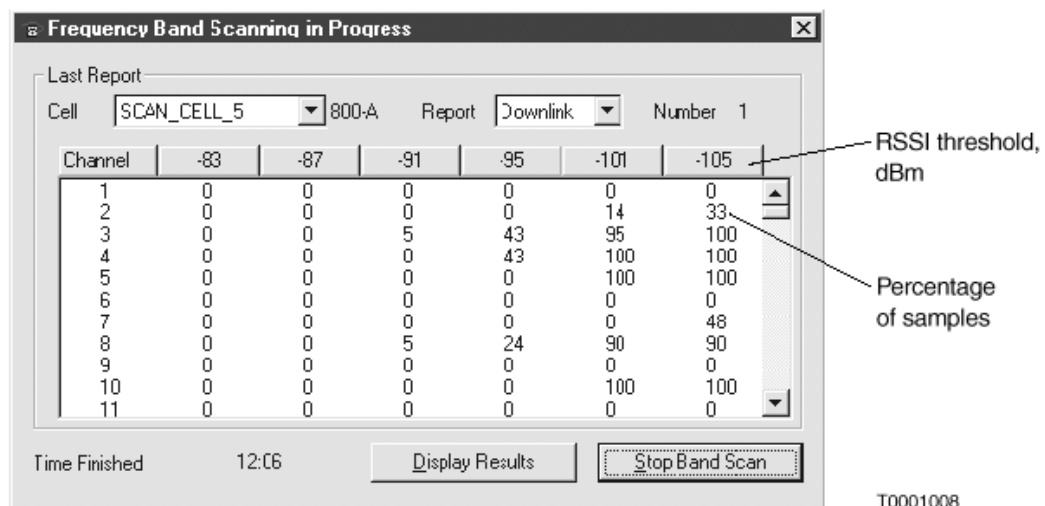 Frequency Band Scanning in Progress
Last Report
Cell SCAN_CELL_5 800-A Report Downlink Number 1
Channel -83 -87 -91 -95 -101 -105
1 0 0 0 0 0 0
2 0 0 0 0 14 33
3 0 0 5 43 95 100
4 0 0 0 43 100 100
5 0 0 0 0 100 100
6 0 0 0 0 0 0
7 0 0 0 0 0 48
8 0 0 5 24 90 90
9 0 0 0 0 0 0
10 0 0 0 0 100 100
11 0 0 0 0 0 0
Time Finished 12:06 Display Results Stop Band Scan
RSSI threshold,
dBm
Percentage
of samples
T0001008